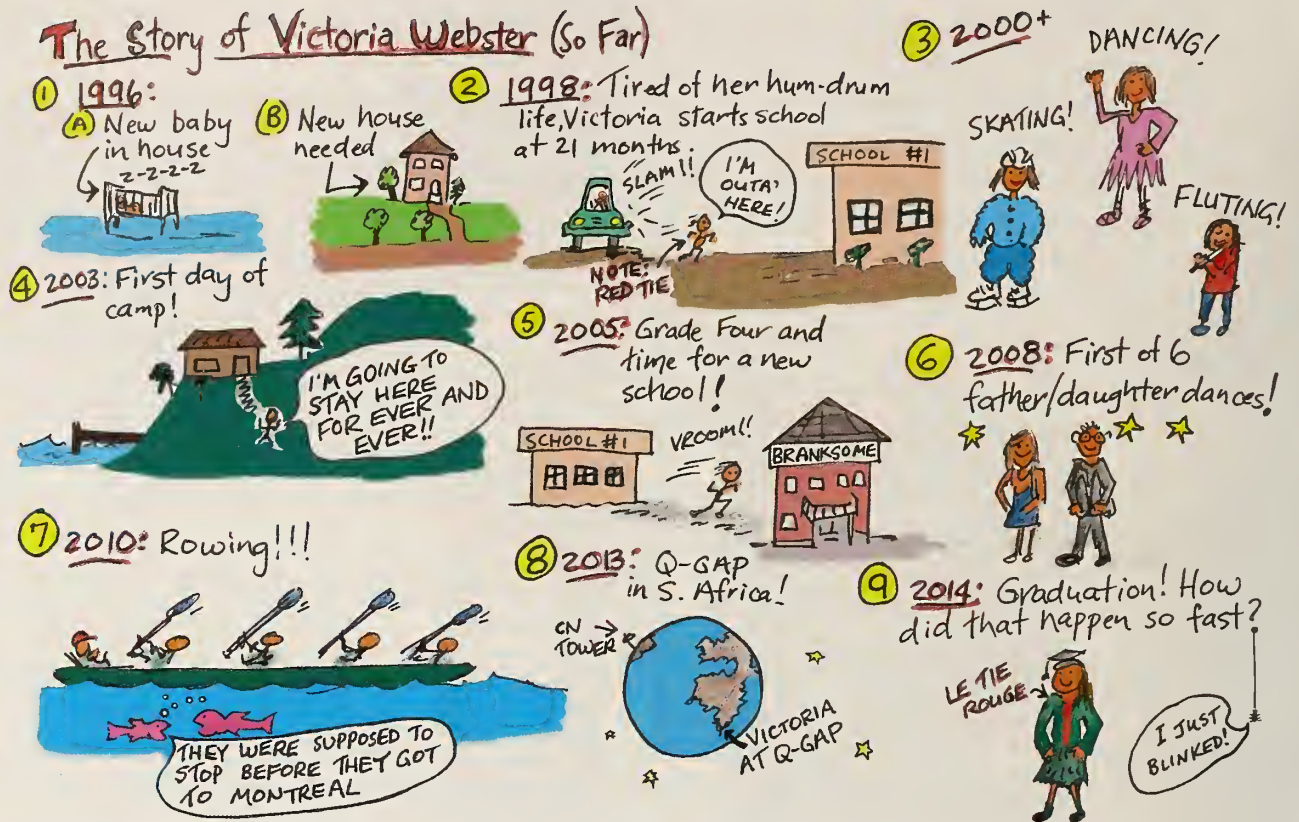 The Story of Victoria Webster (So Far)
1
1996:
A New baby
in house
z-z-z-z
B New house
needed
2 1998: Tired of her hum-drum
life, Victoria starts school
at 21 months.
SLAM!!
I'M
OUTA'
HERE!
NOTE:
RED TIE
SCHOOL #1
3 2000+
DANCING!
SKATING!
FLUTING!
4 2003: First day of
camp!
I'M GOING TO
STAY HERE
FOR EVER AND
EVER!!
5 2005: Grade Four and
time for a new
school!
SCHOOL #1
VROOM!!
BRANKSOME
6 2008: First of 6
father/daughter dances!
7 2010: Rowing!!!
THEY WERE SUPPOSED TO
STOP BEFORE THEY GOT
TO MONTREAL
8 2013: Q-GAP
in S. Africa!
CN
TOWER
VICTORIA
AT Q-GAP
9 2014: Graduation! How
did that happen so fast?
LE TIE
ROUGE
I JUST
BLINKED!